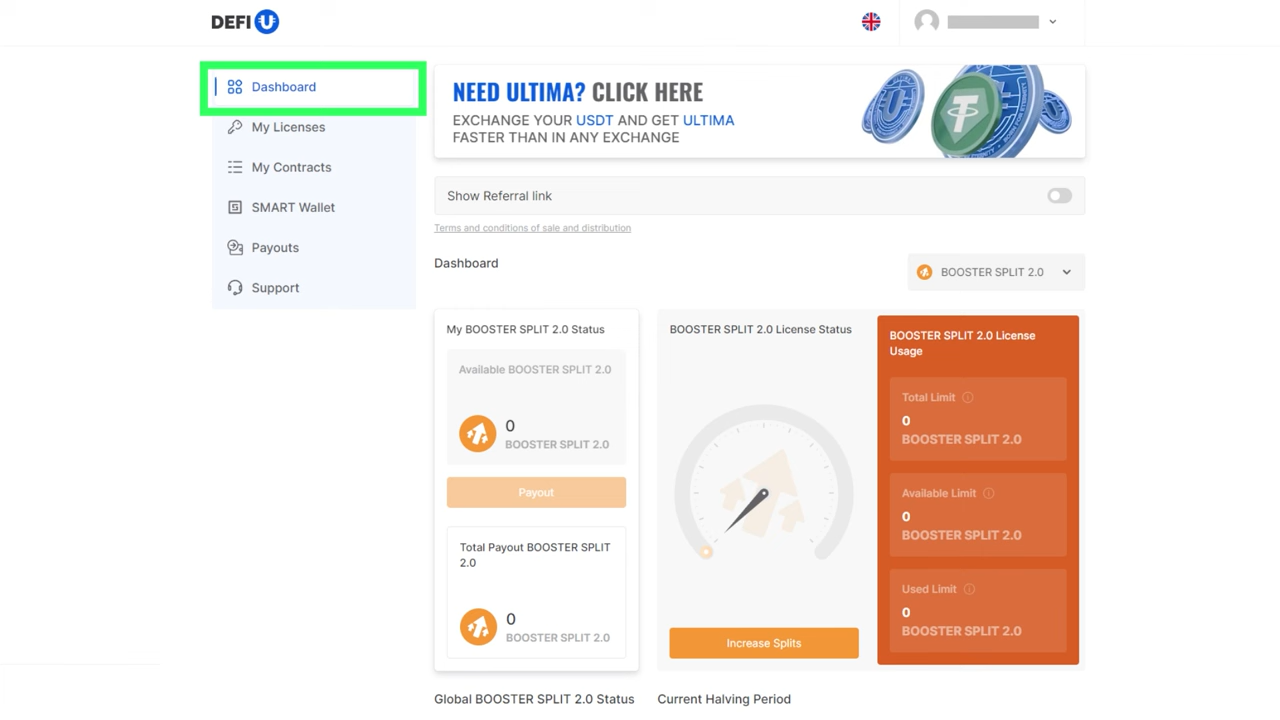 DEFI U
Dashboard
My Licenses
My Contracts
SMART Wallet
Payouts
Support
NEED ULTIMA? CLICK HERE
EXCHANGE YOUR USDT AND GET ULTIMA
FASTER THAN IN ANY EXCHANGE
Show Referral link
Terms and conditions of sale and distribution
Dashboard
BOOSTER SPLIT 2.0
My BOOSTER SPLIT 2.0 Status
Available BOOSTER SPLIT 2.0
0
BOOSTER SPLIT 2.0
Payout
Total Payout BOOSTER SPLIT
2.0
0
BOOSTER SPLIT 2.0
BOOSTER SPLIT 2.0 License Status
Increase Splits
BOOSTER SPLIT 2.0 License
Usage
Total Limit
0
BOOSTER SPLIT 2.0
Available Limit
0
BOOSTER SPLIT 2.0
Used Limit
0
BOOSTER SPLIT 2.0
Global BOOSTER SPLIT 2.0 Status
Current Halving Period